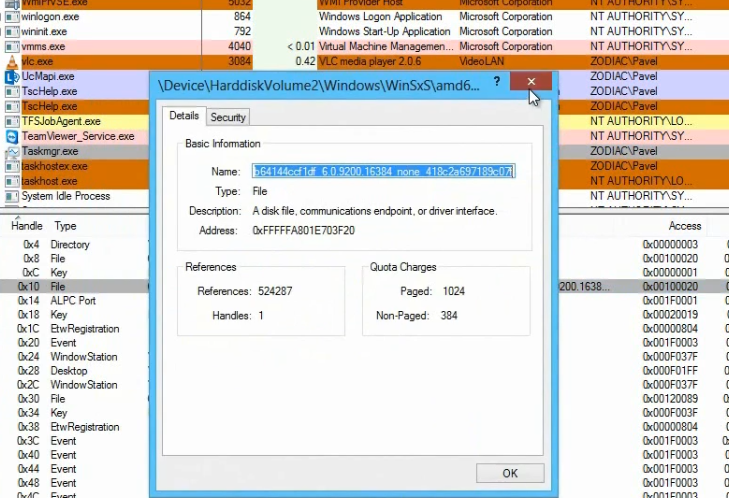 WmiPrvSE.exe 5032 WMI Provider Host Microsoft Corporation NT AUTHORITY\SY...
winlogon.exe 864 Windows Logon Application Microsoft Corporation NT AUTHORITY\SY...
wininit.exe 792 Windows Start-Up Application Microsoft Corporation NT AUTHORITY\SY...
vmms.exe 4040 < 0.01 Virtual Machine Managemen... Microsoft Corporation NT AUTHORITY\SY...
vlc.exe 3084 0.42 VLC media player 2.0.6 VideoLAN ZODIAC\Pavel
UcMapi.exe ZODIAC\Pavel
TscHelp.exe ZODIAC\Pavel
TscHelp.exe ZODIAC\Pavel
TFSJobAgent.exe NT AUTHORITY\LO...
TeamViewer_Service.exe NT AUTHORITY\SY...
Taskmgr.exe ZODIAC\Pavel
taskhostex.exe ZODIAC\Pavel
taskhost.exe NT AUTHORITY\LO...
System Idle Process NT AUTHORITY\SY...
\Device\HarddiskVolume2\Windows\WinSxS\amd6...
?
Details Security
Basic Information
Name: b64144ccf1df_6.0.9200.16384_none_418c2a697189c07f
Type: File
Description: A disk file, communications endpoint, or driver interface.
Address: 0xFFFFFA801E703F20
References
References: 524287
Handles: 1
Quota Charges
Paged: 1024
Non-Paged: 384
OK
Handle Type Access
0x4 Directory 0x00000003
0x8 File 0x00100020
0xC Key 0x00000001
0x10 File 200.1638... 0x00100020
0x14 ALPC Port 0x001F0001
0x18 Key 0x00020019
0x1C EtwRegistration 0x00000804
0x20 Event 0x001F0003
0x24 WindowStation 0x000F037F
0x28 Desktop 0x000F01FF
0x2C WindowStation 0x000F037F
0x30 File 0x00120089
0x34 Key 0x000F003F
0x38 EtwRegistration 0x00000804
0x3C Event 0x001F0003
0x40 Event 0x001F0003
0x44 Event 0x001F0003
0x48 Event 0x001F0003
0x4C Event 0x001F0003